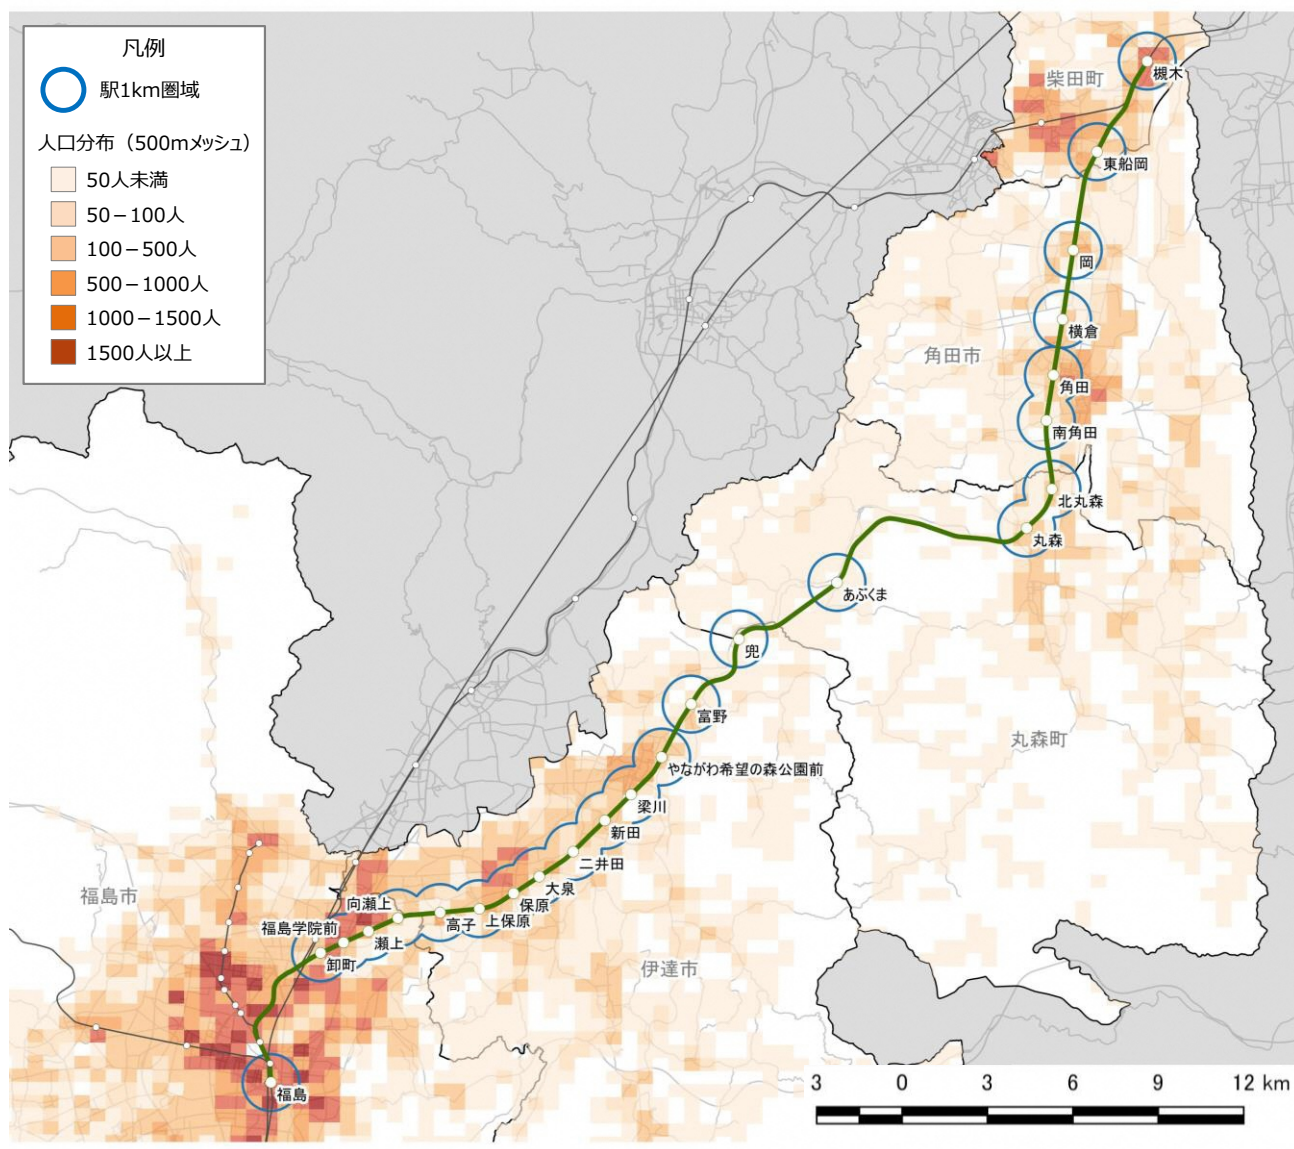 凡例
駅1km圏域
人口分布（500mメッシュ）
50人未満
50－100人
100－500人
500－1000人
1000－1500人
1500人以上
柴田町
槻木
東船岡
岡
横倉
角田市
角田
南角田
北丸森
丸森
あぶくま
兜
富野
丸森町
やながわ希望の森公園前
梁川
新田
二井田
大泉
保原
上保原
高子
向瀬上
瀬上
福島学院前
卸町
福島市
伊達市
福島
3 0 3 6 9 12 km